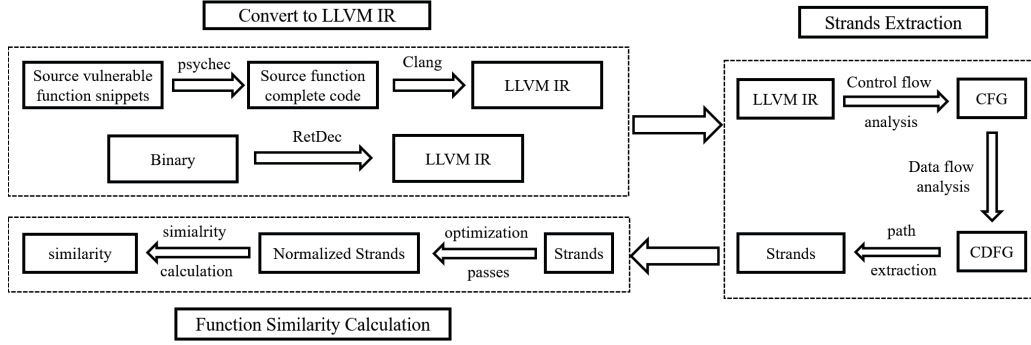 Convert to LLVM IR
Source vulnerable
function snippets
psychec
Source function
complete code
Clang
LLVM IR
Binary
RetDec
LLVM IR
Strands Extraction
LLVM IR
Control flow
analysis
CFG
Data flow
analysis
CDFG
path
extraction
Strands
Strands
optimization
passes
Normalized Strands
simialrity
calculation
similarity
Function Similarity Calculation